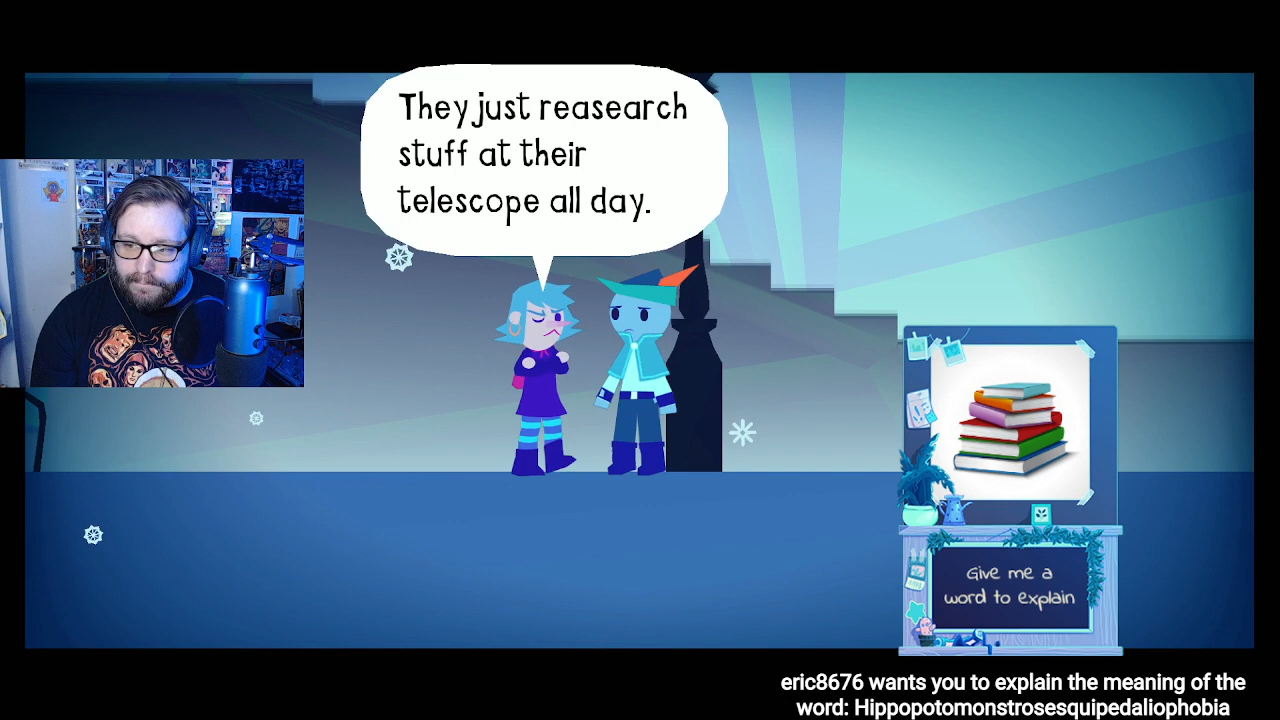 They just reasearch
stuff at their
telescope all day.
Give me a
word to explain
eric8676 wants you to explain the meaning of the
word: Hippopotomonstrosesquipedaliophobia